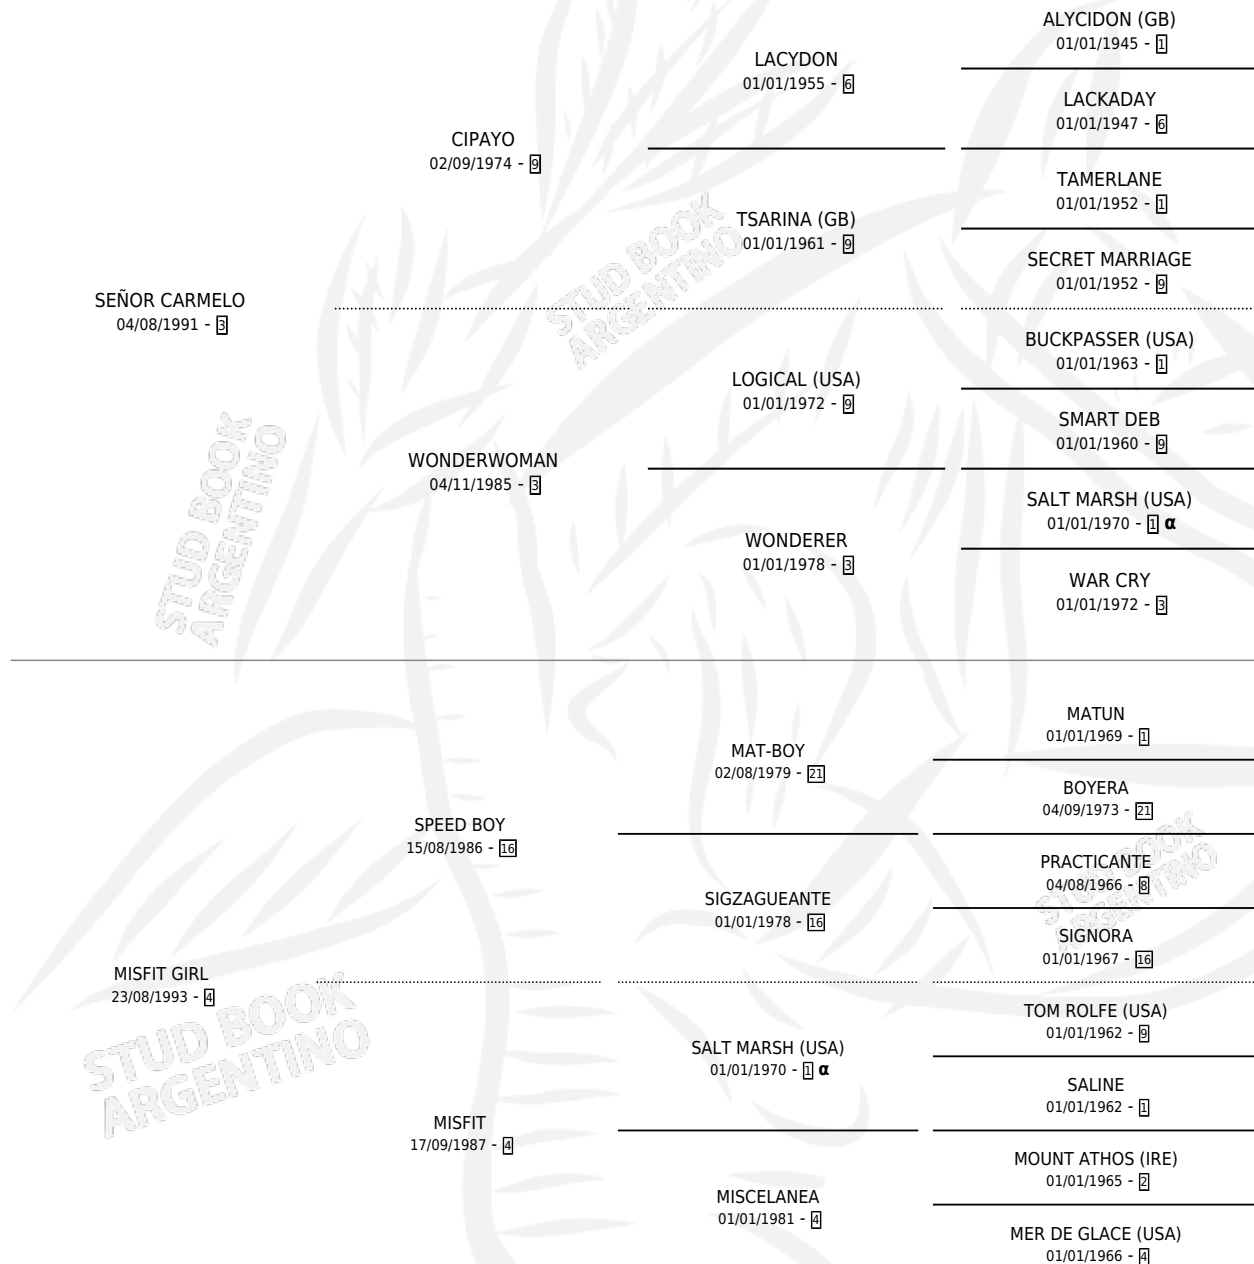 ALYCIDON (GB)
01/01/1945 - 1
LACYDON
01/01/1955 - 6
LACKADAY
01/01/1947 - 6
CIPAYO
02/09/1974 - 9
TAMERLANE
01/01/1952 - 1
TSARINA (GB)
01/01/1961 - 9
SECRET MARRIAGE
01/01/1952 - 9
SEÑOR CARMELO
04/08/1991 - 3
BUCKPASSER (USA)
01/01/1963 - 1
LOGICAL (USA)
01/01/1972 - 9
SMART DEB
01/01/1960 - 9
WONDERWOMAN
04/11/1985 - 3
SALT MARSH (USA)
01/01/1970 - 1 α
WONDERER
01/01/1978 - 3
WAR CRY
01/01/1972 - 3
MATUN
01/01/1969 - 1
MAT-BOY
02/08/1979 - 21
BOYERA
04/09/1973 - 21
SPEED BOY
15/08/1986 - 16
PRACTICANTE
04/08/1966 - 8
SIGZAGUEANTE
01/01/1978 - 16
SIGNORA
01/01/1967 - 16
MISFIT GIRL
23/08/1993 - 4
TOM ROLFE (USA)
01/01/1962 - 9
SALT MARSH (USA)
01/01/1970 - 1 α
SALINE
01/01/1962 - 1
MISFIT
17/09/1987 - 4
MOUNT ATHOS (IRE)
01/01/1965 - 2
MISCELANEA
01/01/1981 - 4
MER DE GLACE (USA)
01/01/1966 - 4
STUD BOOK
ARGENTINO
STUD BOOK
ARGENTINO
STUD BOOK
ARGENTINO
STUD BOOK
ARGENTINO